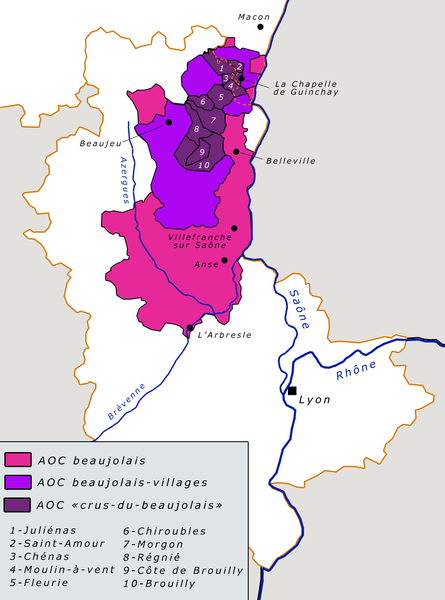 Macon
1
2
3
La Chapelle
de Guinchay
4
5
6
7
Beaujeu
8
Azergues
9
Belleville
10
Villefranche
sur Saône
Anse
Saône
L'Arbresle
Rhône
Brévenne
Lyon
AOC beaujolais
AOC beaujolais-villages
AOC «crus-du-beaujolais»
1-Juliénas
2-Saint-Amour
3-Chénas
4-Moulin-à-vent
5-Fleurie
6-Chiroubles
7-Morgon
8-Régnié
9-Côte de Brouilly
10-Brouilly